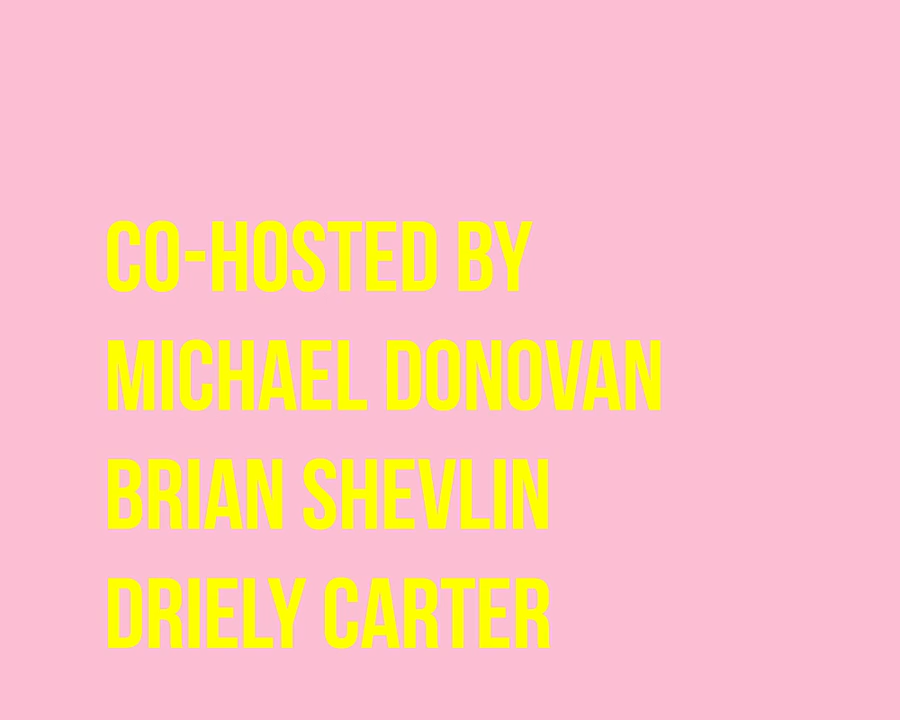 CO-HOSTED BY
MICHAEL DONOVAN
BRIAN SHEVLIN
DRIELY CARTER